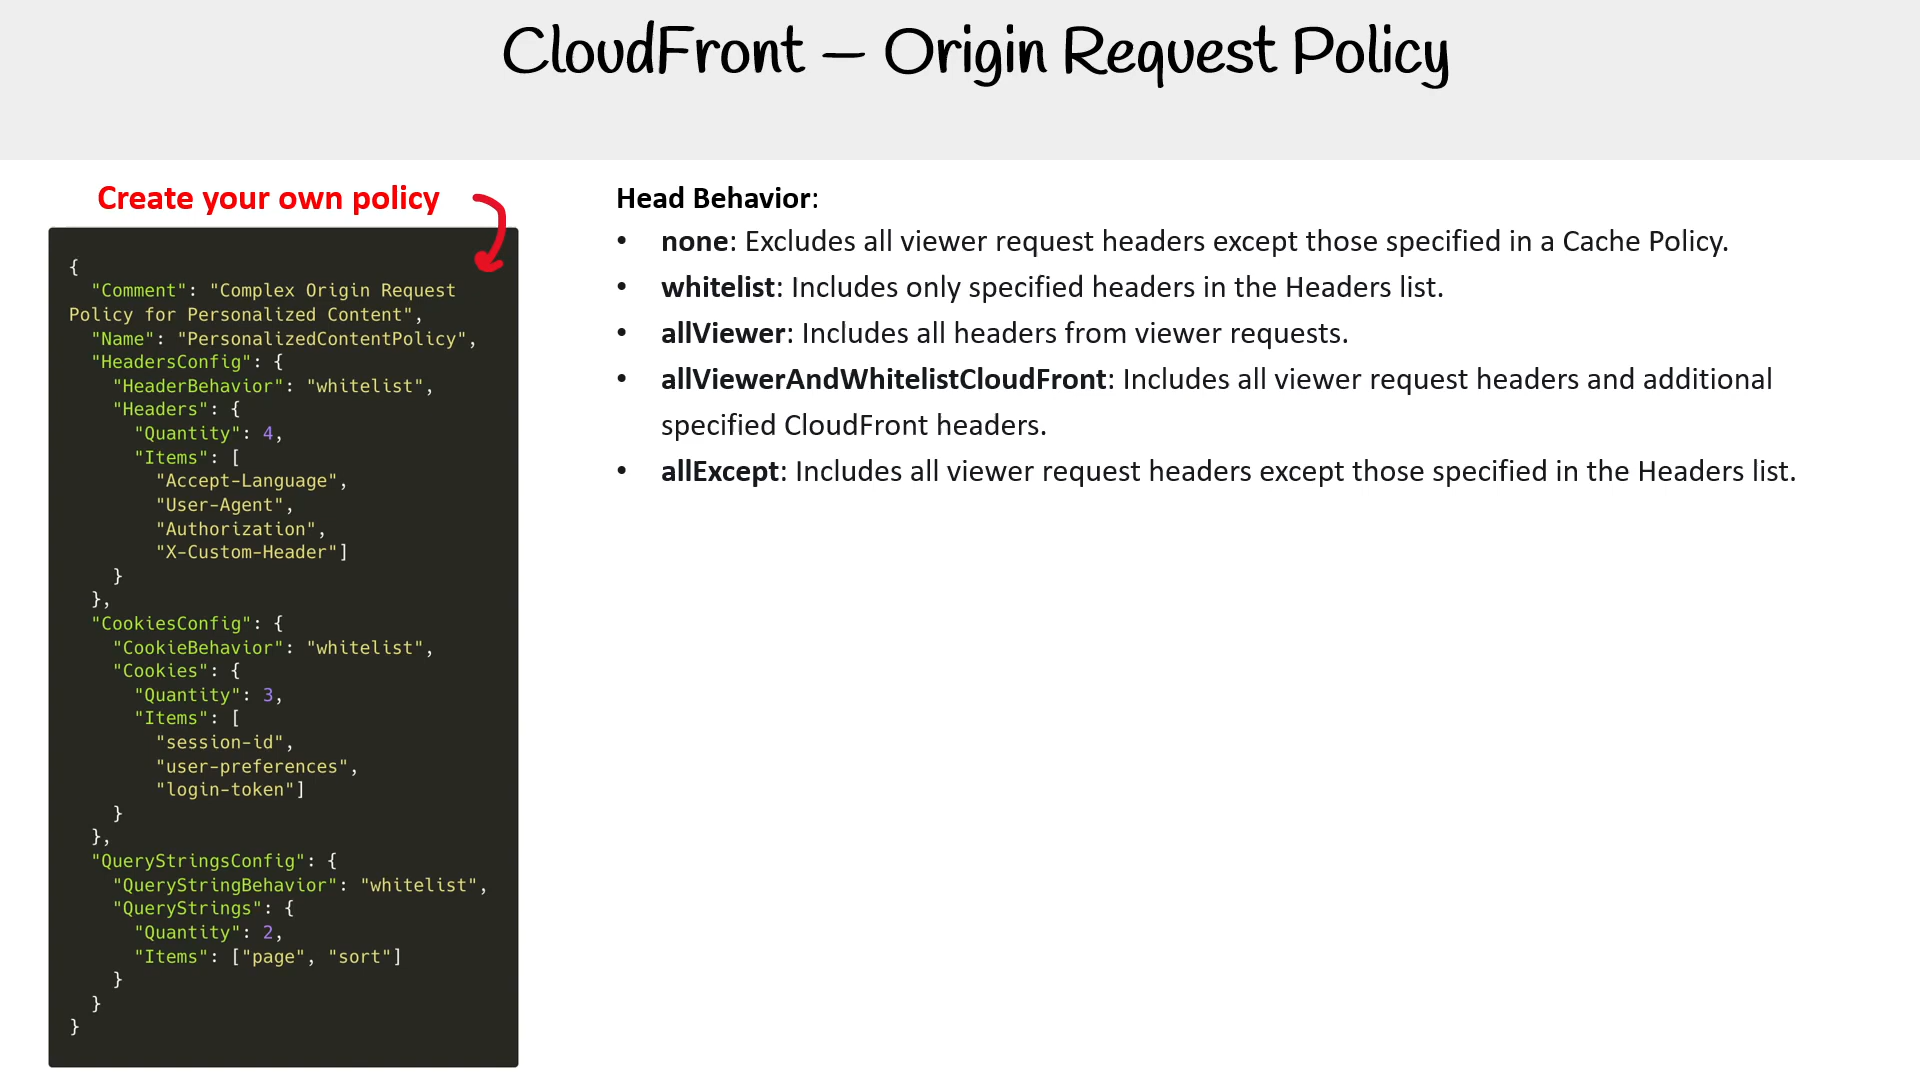 CloudFront – Origin Request Policy
Create your own policy
{
  "Comment": "Complex Origin Request
Policy for Personalized Content",
  "Name": "PersonalizedContentPolicy",
  "HeadersConfig": {
    "HeaderBehavior": "whitelist",
    "Headers": {
      "Quantity": 4,
      "Items": [
        "Accept-Language",
        "User-Agent",
        "Authorization",
        "X-Custom-Header"]
    }
  },
  "CookiesConfig": {
    "CookieBehavior": "whitelist",
    "Cookies": {
      "Quantity": 3,
      "Items": [
        "session-id",
        "user-preferences",
        "login-token"]
    }
  },
  "QueryStringsConfig": {
    "QueryStringBehavior": "whitelist",
    "QueryStrings": {
      "Quantity": 2,
      "Items": ["page", "sort"]
    }
  }
}
Head Behavior:
• none: Excludes all viewer request headers except those specified in a Cache Policy.
• whitelist: Includes only specified headers in the Headers list.
• allViewer: Includes all headers from viewer requests.
• allViewerAndWhitelistCloudFront: Includes all viewer request headers and additional
specified CloudFront headers.
• allExcept: Includes all viewer request headers except those specified in the Headers list.